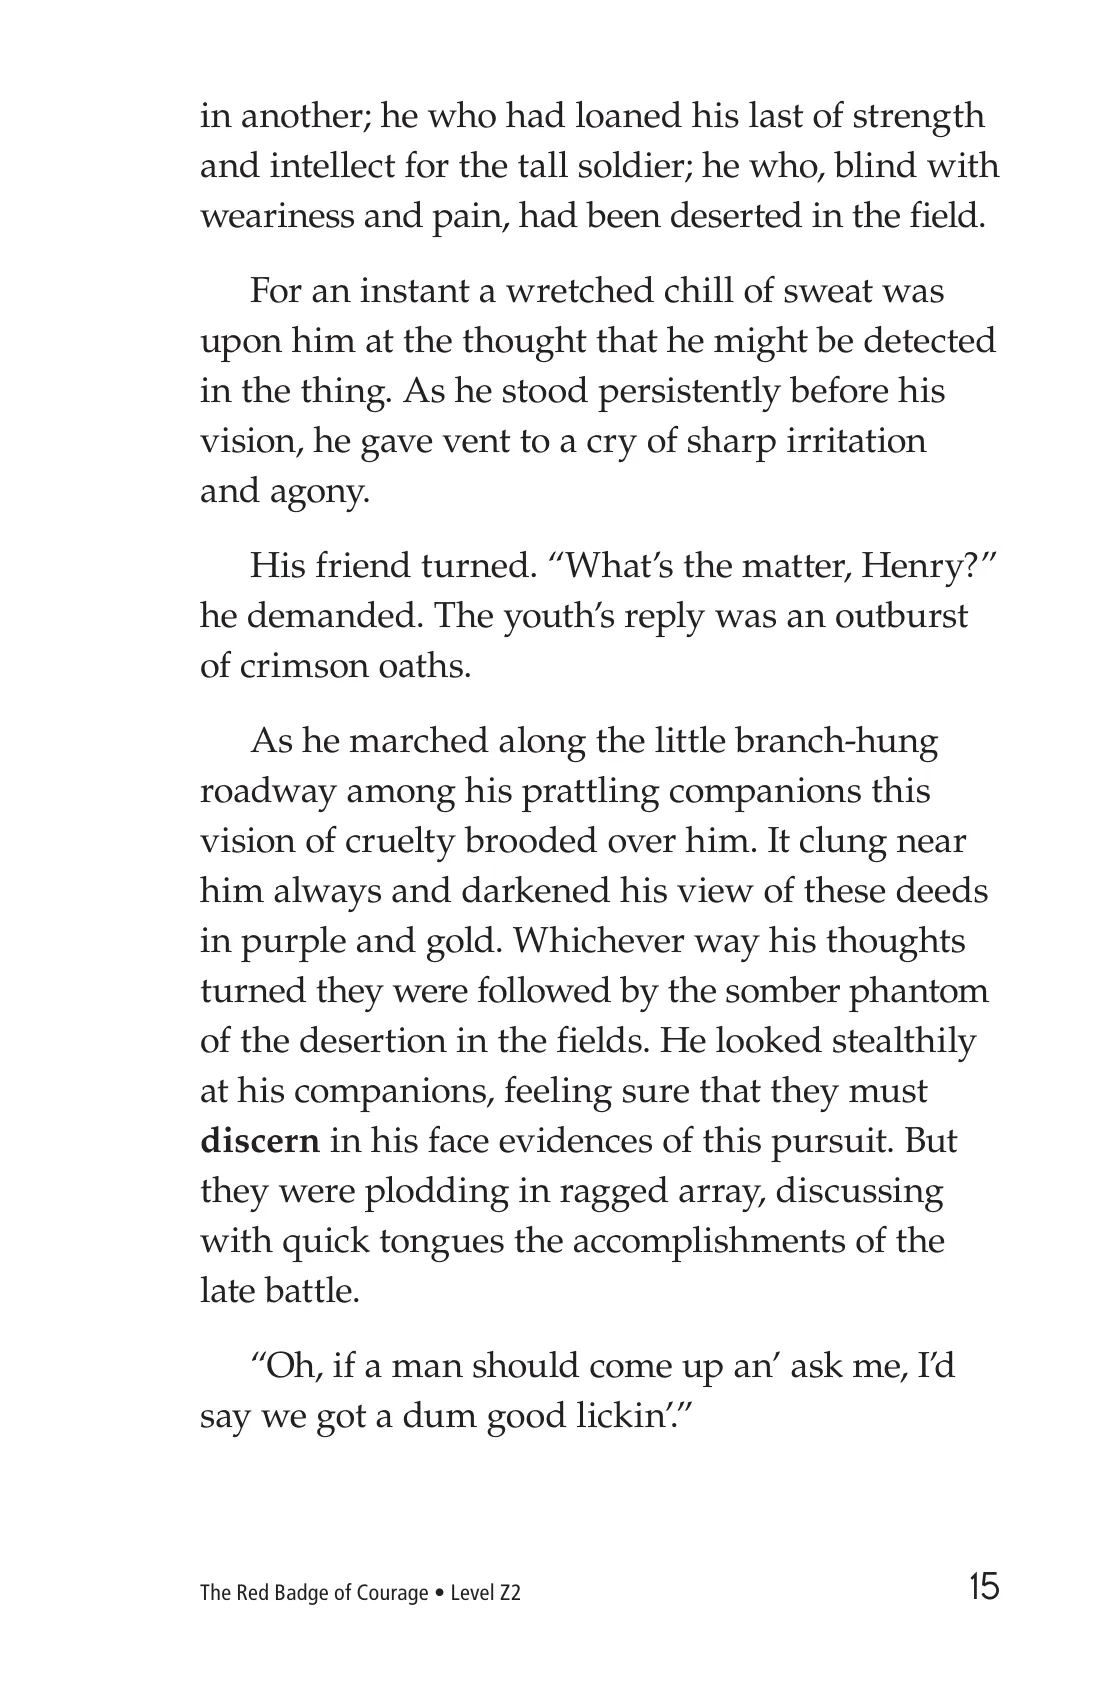 in another; he who had loaned his last of strength
and intellect for the tall soldier; he who, blind with
weariness and pain, had been deserted in the field.
For an instant a wretched chill of sweat was
upon him at the thought that he might be detected
in the thing. As he stood persistently before his
vision, he gave vent to a cry of sharp irritation
and agony.
His friend turned. “What’s the matter, Henry?”
he demanded. The youth’s reply was an outburst
of crimson oaths.
As he marched along the little branch-hung
roadway among his prattling companions this
vision of cruelty brooded over him. It clung near
him always and darkened his view of these deeds
in purple and gold. Whichever way his thoughts
turned they were followed by the somber phantom
of the desertion in the fields. He looked stealthily
at his companions, feeling sure that they must
discern in his face evidences of this pursuit. But
they were plodding in ragged array, discussing
with quick tongues the accomplishments of the
late battle.
“Oh, if a man should come up an’ ask me, I’d
say we got a dum good lickin’.”
The Red Badge of Courage • Level Z2 15